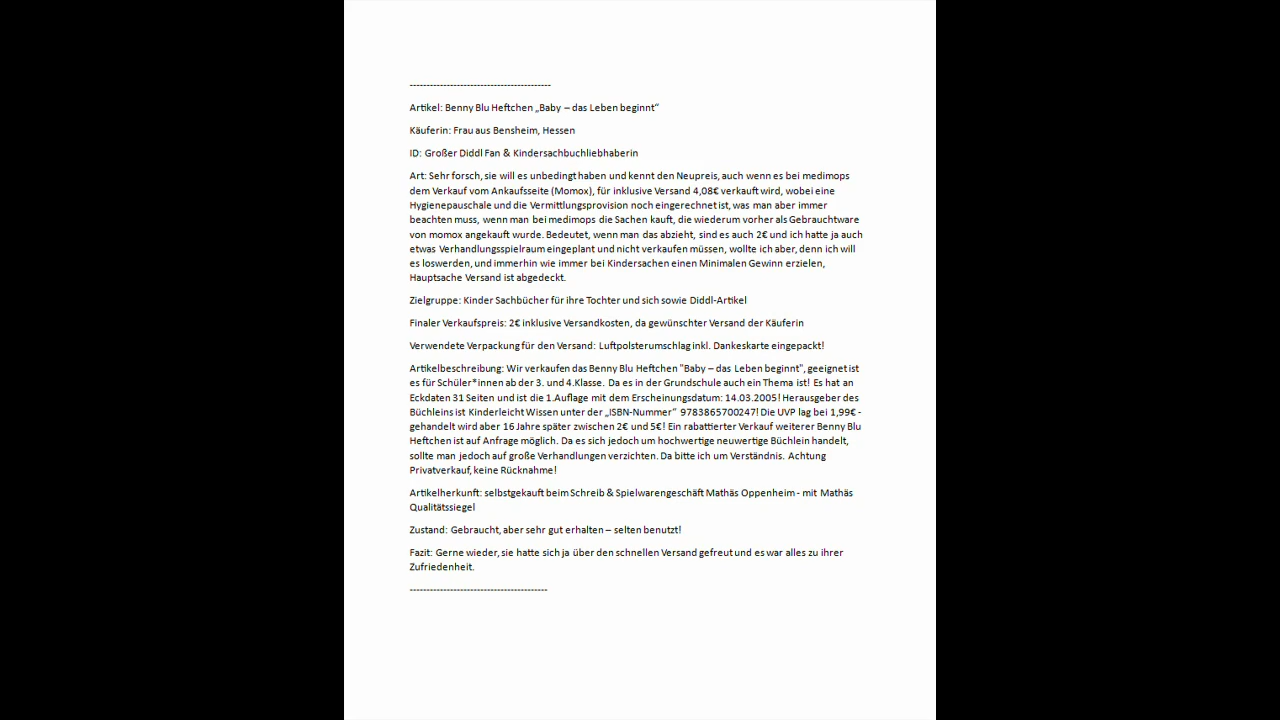 ------------------------------------------
Artikel: Benny Blu Heftchen „Baby – das Leben beginnt“
Käuferin: Frau aus Bensheim, Hessen
ID: Großer Diddl Fan & Kindersachbuchliebhaberin
Art: Sehr forsch, sie will es unbedingt haben und kennt den Neupreis, auch wenn es bei medimops
dem Verkauf vom Ankaufsseite (Momox), für inklusive Versand 4,08€ verkauft wird, wobei eine
Hygienepauschale und die Vermittlungsprovision noch eingerechnet ist, was man aber immer
beachten muss, wenn man bei medimops die Sachen kauft, die wiederum vorher als Gebrauchtware
von momox angekauft wurde. Bedeutet, wenn man das abzieht, sind es auch 2€ und ich hatte ja auch
etwas Verhandlungsspielraum eingeplant und nicht verkaufen müssen, wollte ich aber, denn ich will
es loswerden, und immerhin wie immer bei Kindersachen einen Minimalen Gewinn erzielen,
Hauptsache Versand ist abgedeckt.
Zielgruppe: Kinder Sachbücher für ihre Tochter und sich sowie Diddl-Artikel
Finaler Verkaufspreis: 2€ inklusive Versandkosten, da gewünschter Versand der Käuferin
Verwendete Verpackung für den Versand: Luftpolsterumschlag inkl. Dankeskarte eingepackt!
Artikelbeschreibung: Wir verkaufen das Benny Blu Heftchen "Baby – das Leben beginnt", geeignet ist
es für Schüler*innen ab der 3. und 4.Klasse. Da es in der Grundschule auch ein Thema ist! Es hat an
Eckdaten 31 Seiten und ist die 1.Auflage mit dem Erscheinungsdatum: 14.03.2005! Herausgeber des
Büchleins ist Kinderleicht Wissen unter der „ISBN-Nummer“ 9783865700247! Die UVP lag bei 1,99€ -
gehandelt wird aber 16 Jahre später zwischen 2€ und 5€! Ein rabattierter Verkauf weiterer Benny Blu
Heftchen ist auf Anfrage möglich. Da es sich jedoch um hochwertige neuwertige Büchlein handelt,
sollte man jedoch auf große Verhandlungen verzichten. Da bitte ich um Verständnis. Achtung
Privatverkauf, keine Rücknahme!
Artikelherkunft: selbstgekauft beim Schreib & Spielwarengeschäft Mathäs Oppenheim - mit Mathäs
Qualitätssiegel
Zustand: Gebraucht, aber sehr gut erhalten – selten benutzt!
Fazit: Gerne wieder, sie hatte sich ja über den schnellen Versand gefreut und es war alles zu ihrer
Zufriedenheit.
-----------------------------------------